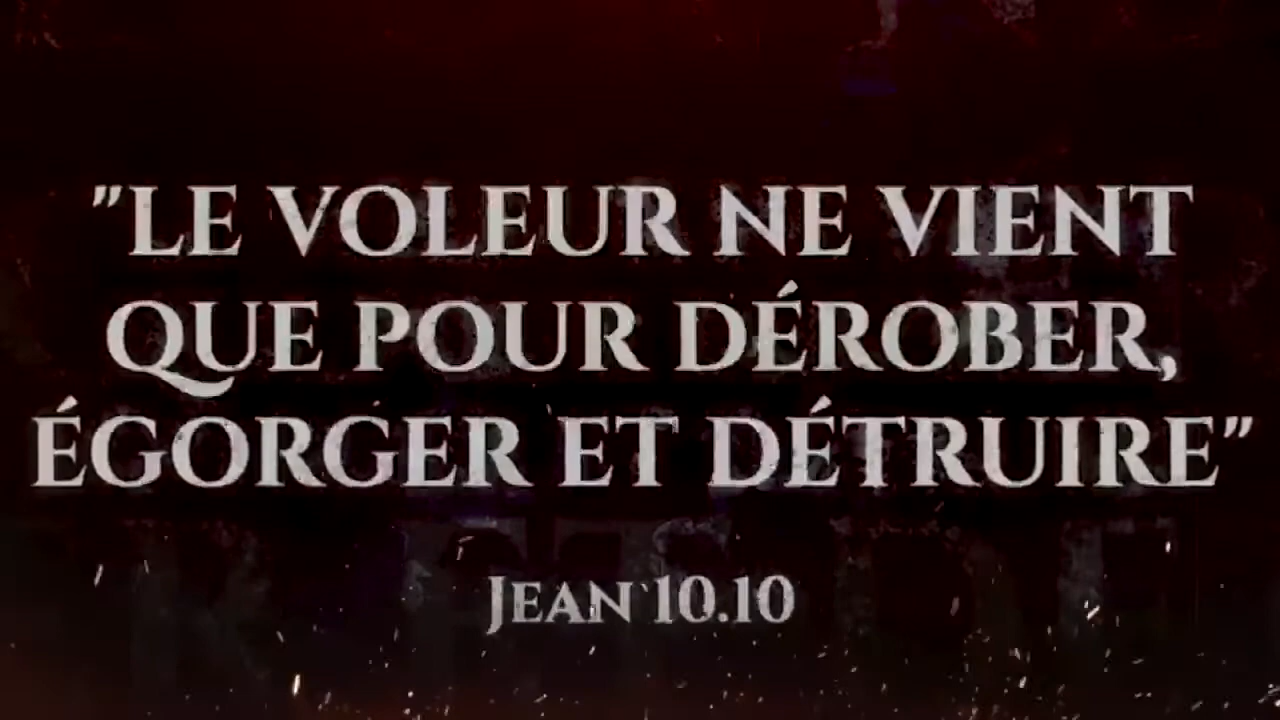 "LE VOLEUR NE VIENT
QUE POUR DÉROBER,
ÉGORGER ET DÉTRUIRE"
JEAN 10.10